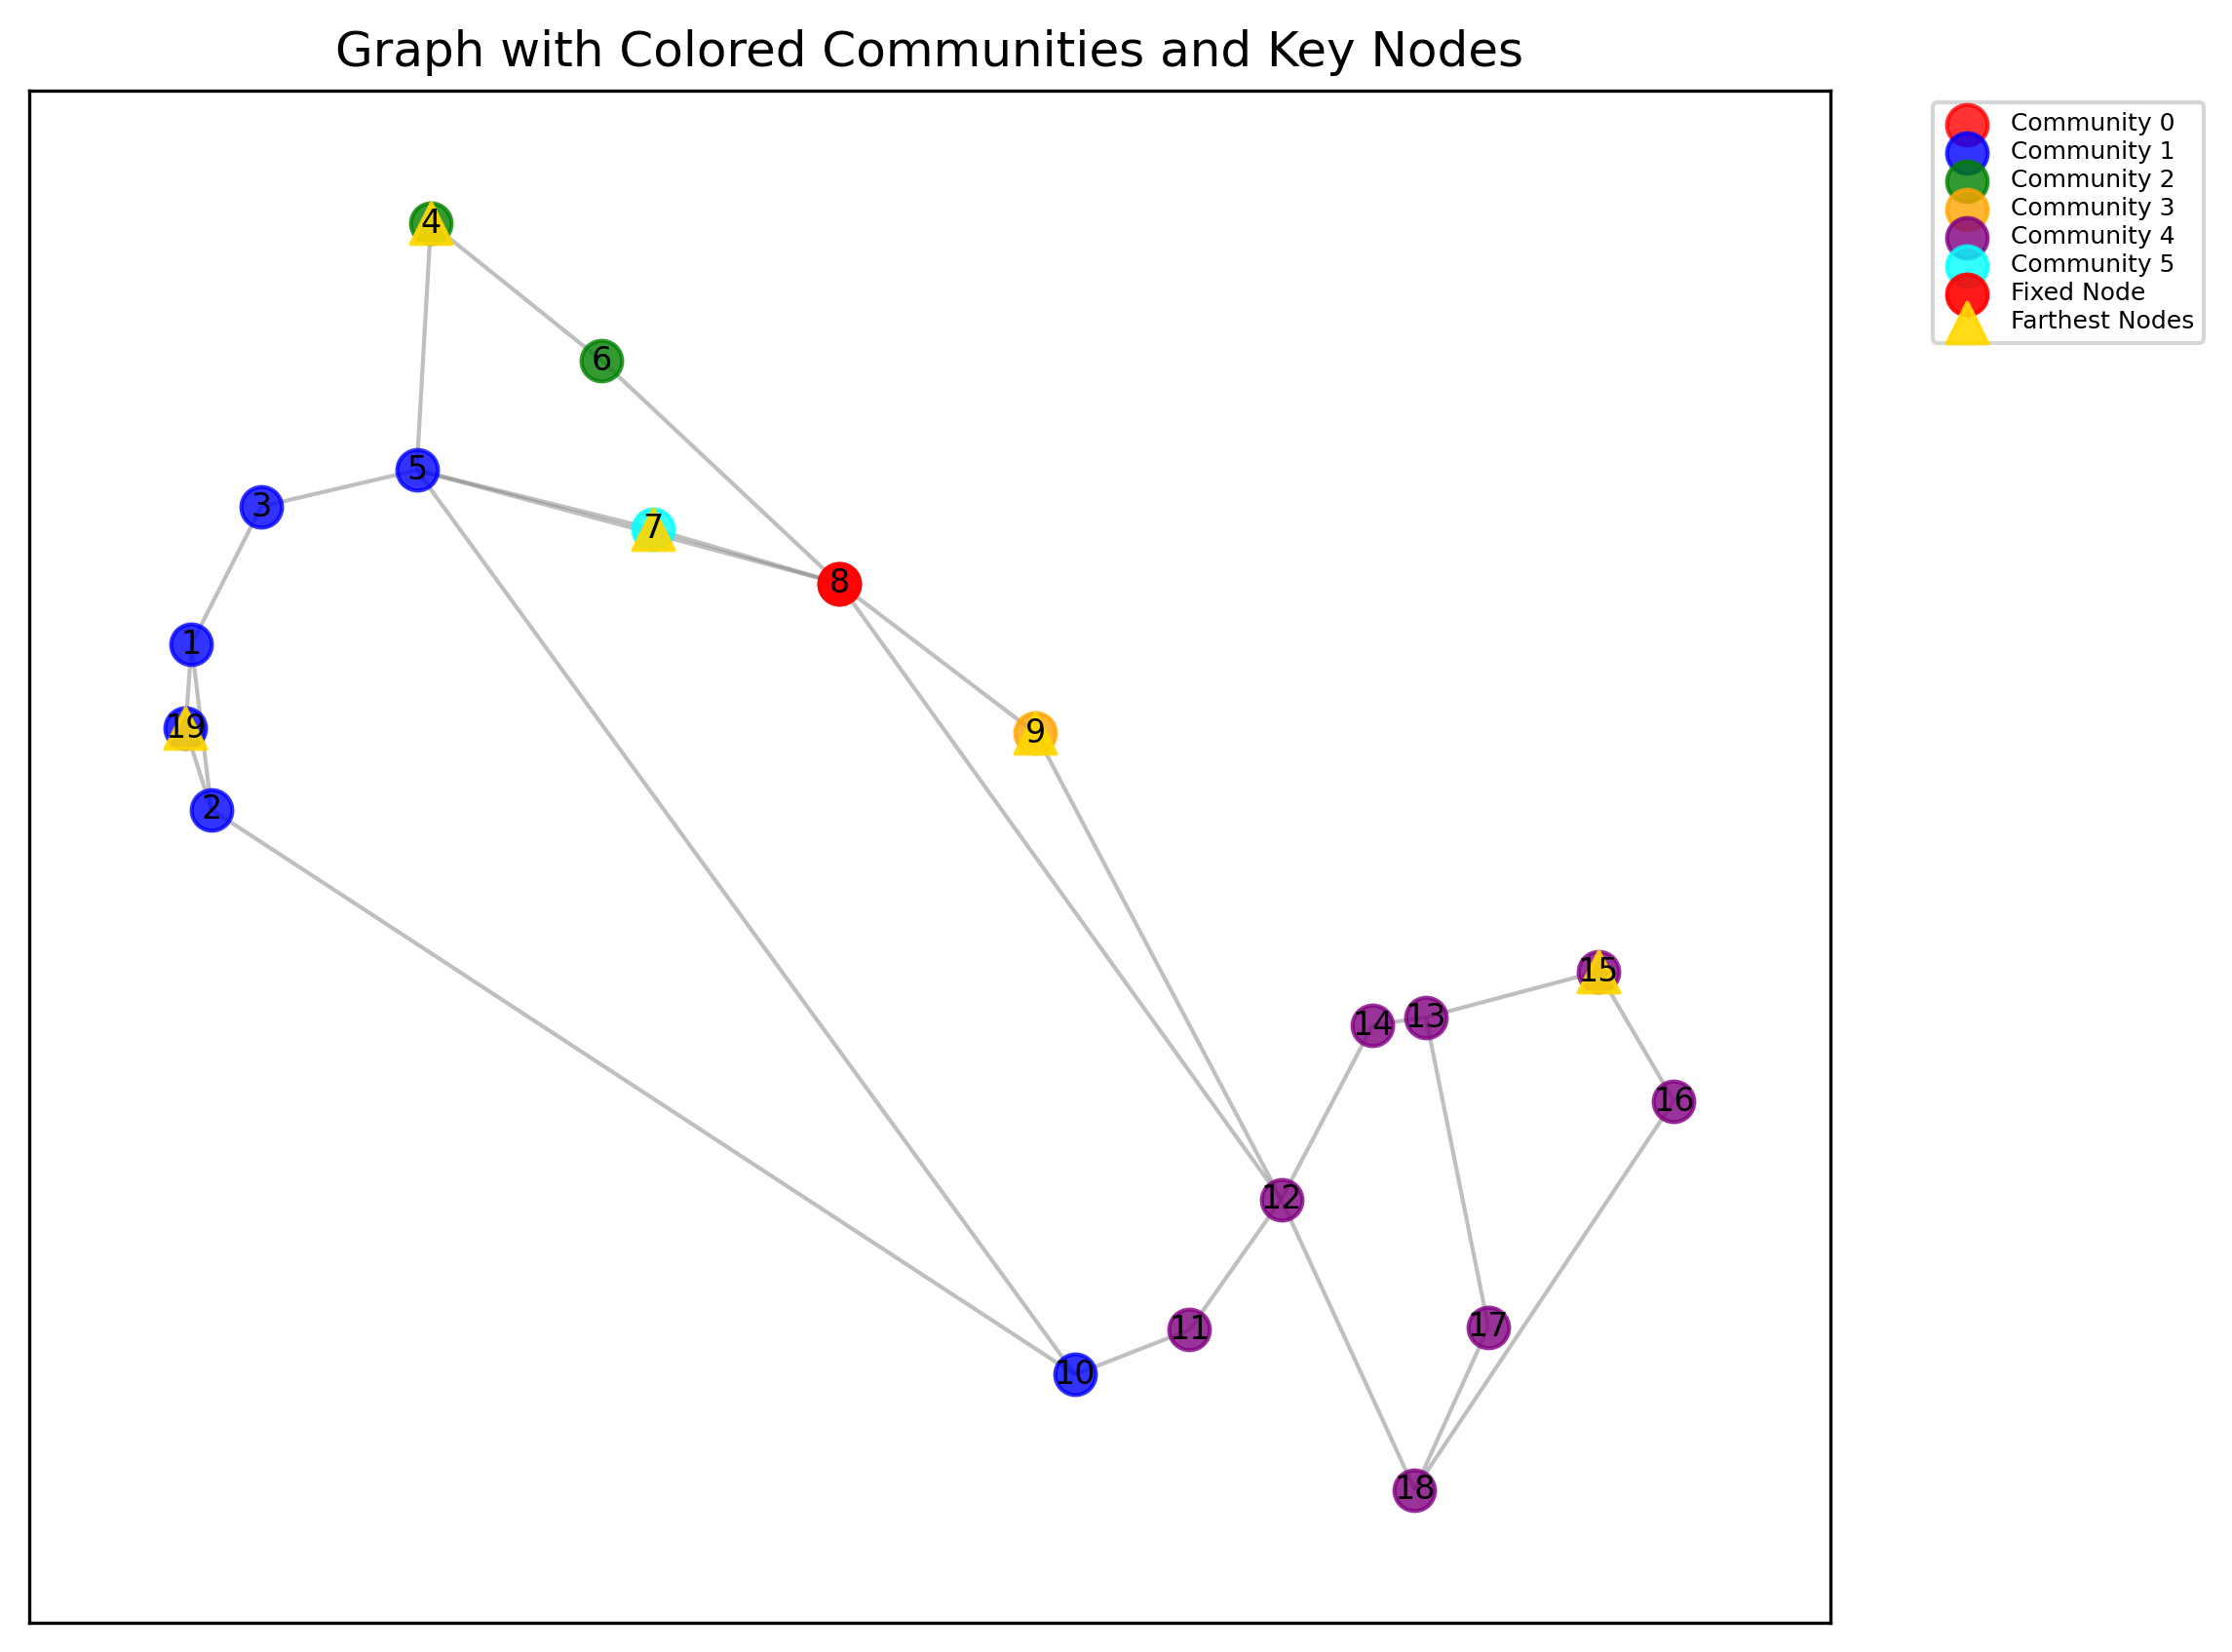 Graph with Colored Communities and Key Nodes
Community 0
Community 1
Community 2
Community 3
Community 4
Community 5
Fixed Node
Farthest Nodes
4
6
5
3
7
8
1
19
9
2
15
14
13
16
12
11
17
10
18